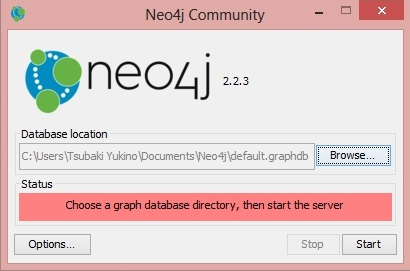 Neo4j Community
neo4j 2.2.3
Database location
C:\Users\Tsubaki Yukino\Documents\Neo4j\default.graphdb
Browse...
Status
Choose a graph database directory, then start the server
Options...
Stop
Start